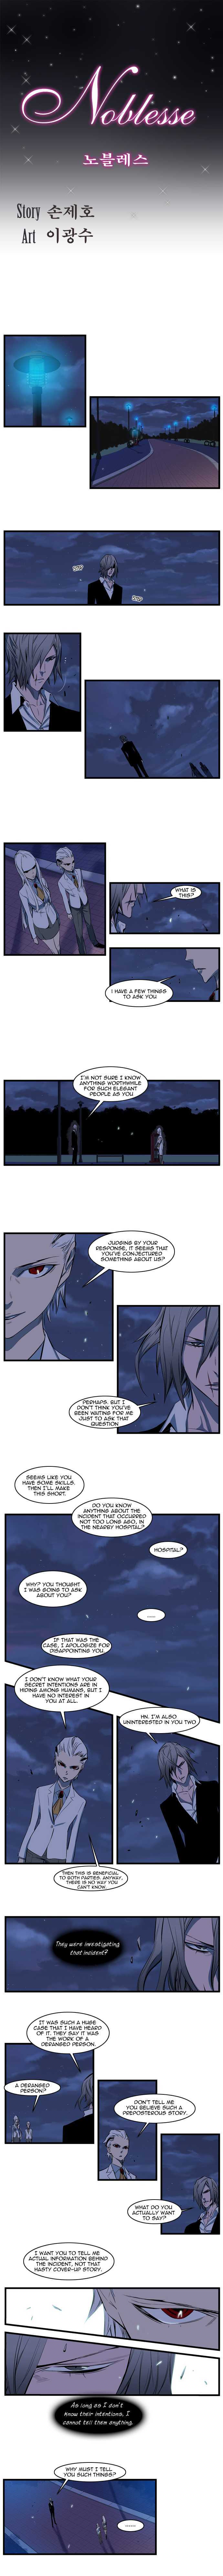 Noblesse
노블레스
Story 손제호
Art 이광수
WHAT IS
THIS?
I HAVE A FEW THINGS
TO ASK YOU
I'M NOT SURE I KNOW
ANYTHING WORTHWHILE
FOR SUCH ELEGANT
PEOPLE AS YOU
JUDGING BY YOUR
RESPONSE, IT SEEMS THAT
YOU'VE CONJECTURED
SOMETHING ABOUT US?
PERHAPS. BUT I
DON'T THINK YOU'VE
BEEN WAITING FOR ME
JUST TO ASK THAT
QUESTION
SEEMS LIKE YOU
HAVE SOME SKILLS.
THEN I'LL MAKE
THIS SHORT.
DO YOU KNOW
ANYTHING ABOUT THE
INCIDENT THAT OCCURRED
NOT TOO LONG AGO, IN
THE NEARBY HOSPITAL?
HOSPITAL?
WHY? YOU THOUGHT
I WAS GOING TO ASK
ABOUT YOU?
......
IF THAT WAS THE
CASE, I APOLOGIZE FOR
DISAPPOINTING YOU
I DON'T KNOW WHAT YOUR
SECRET INTENTIONS ARE IN
HIDING AMONG HUMANS, BUT I
HAVE NO INTEREST IN
YOU AT ALL.
HN. I'M ALSO
UNINTERESTED IN YOU TWO
THEN THIS IS BENEFICIAL
TO BOTH PARTIES. ANYWAY,
THERE IS NO WAY YOU
CAN'T KNOW....
They were investigating
that incident?
IT WAS SUCH A HUGE
CASE THAT I HAVE HEARD
OF IT. THEY SAY IT WAS
THE WORK OF A
DERANGED PERSON.
A DERANGED
PERSON?
DON'T TELL ME
YOU BELIEVE SUCH A
PREPOSTEROUS STORY.
WHAT DO YOU
ACTUALLY WANT
TO SAY?
I WANT YOU TO TELL ME
ACTUAL INFORMATION BEHIND
THE INCIDENT, NOT THAT
HASTY COVER-UP STORY.
As long as I don't
know their intentions, I
cannot tell them anything.
WHY MUST I TELL
YOU SUCH THINGS?
......